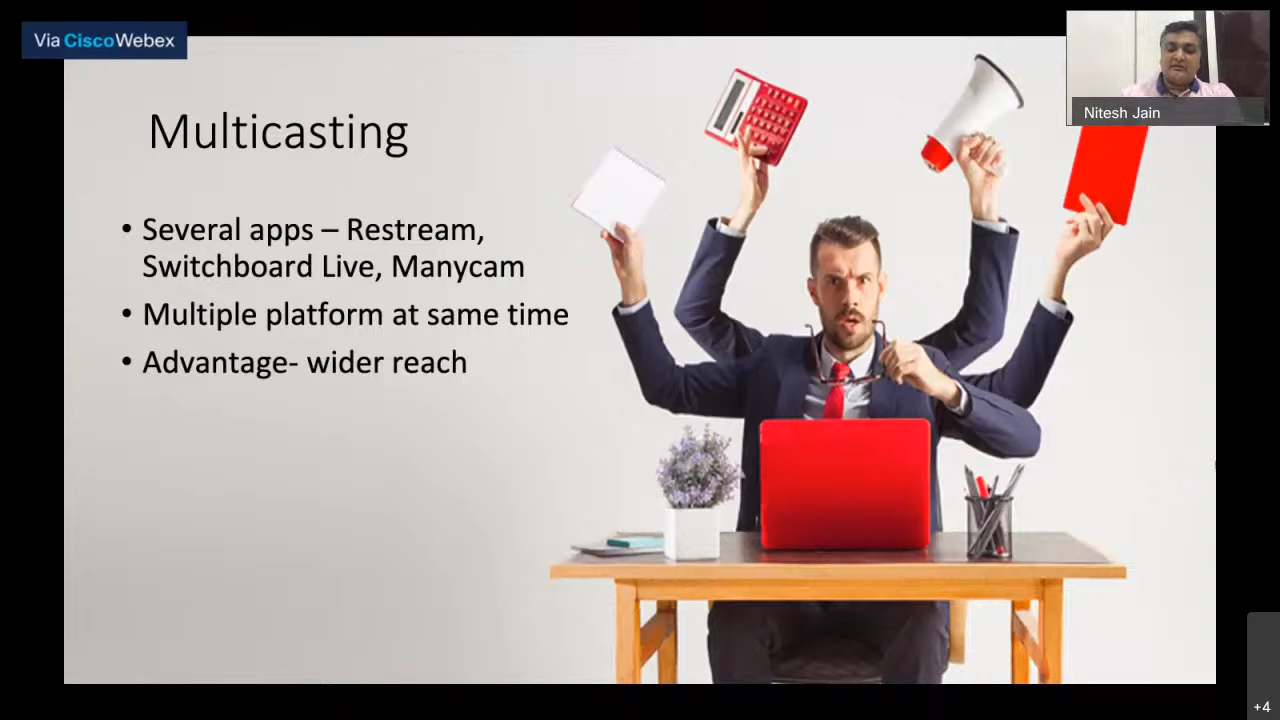 Via CiscoWebex
Nitesh Jain
Multicasting
• Several apps – Restream,
Switchboard Live, Manycam
• Multiple platform at same time
• Advantage- wider reach
+4